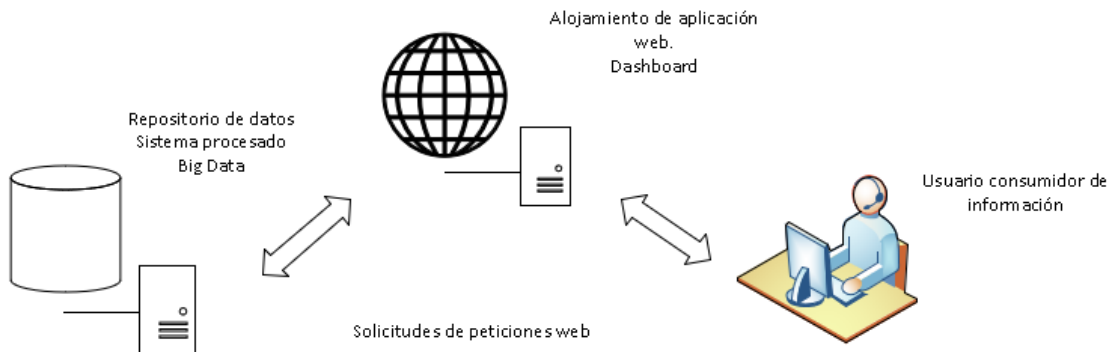 Alojamiento de aplicación
web.
Dashboard
Repositorio de datos
Sistema procesado
Big Data
Usuario consumidor de
información
Solicitudes de peticiones web